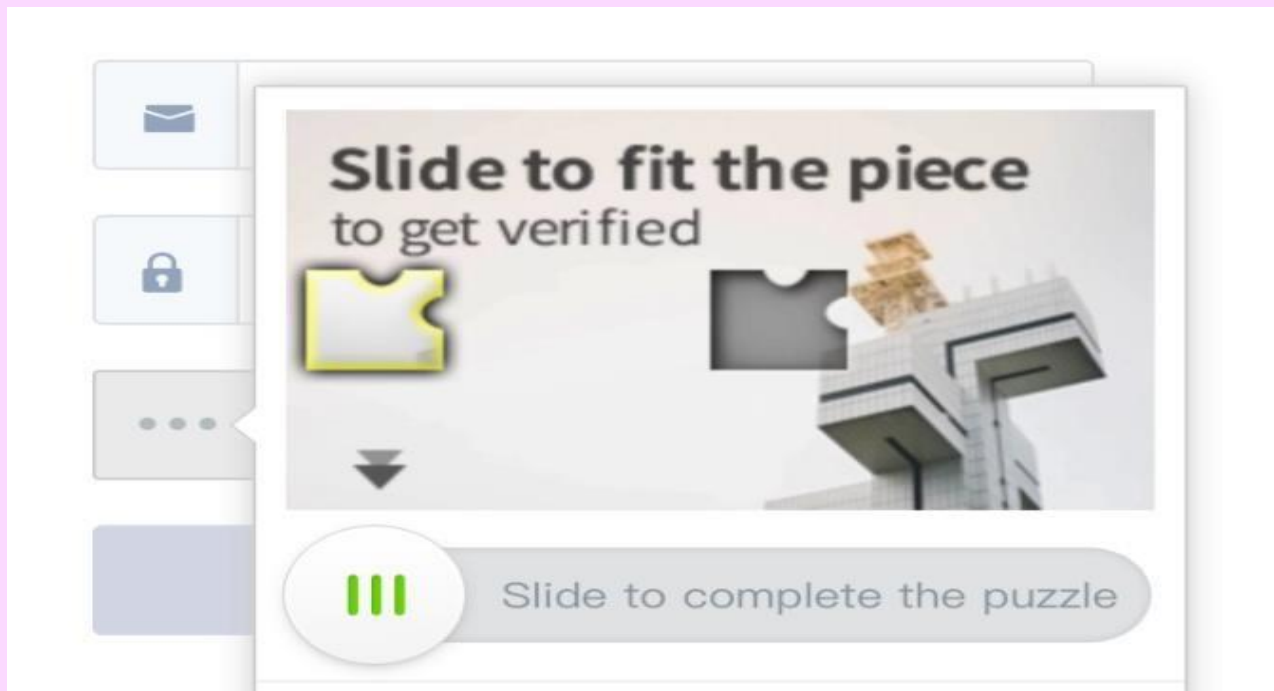 Slide to fit the piece
to get verified
Slide to complete the puzzle